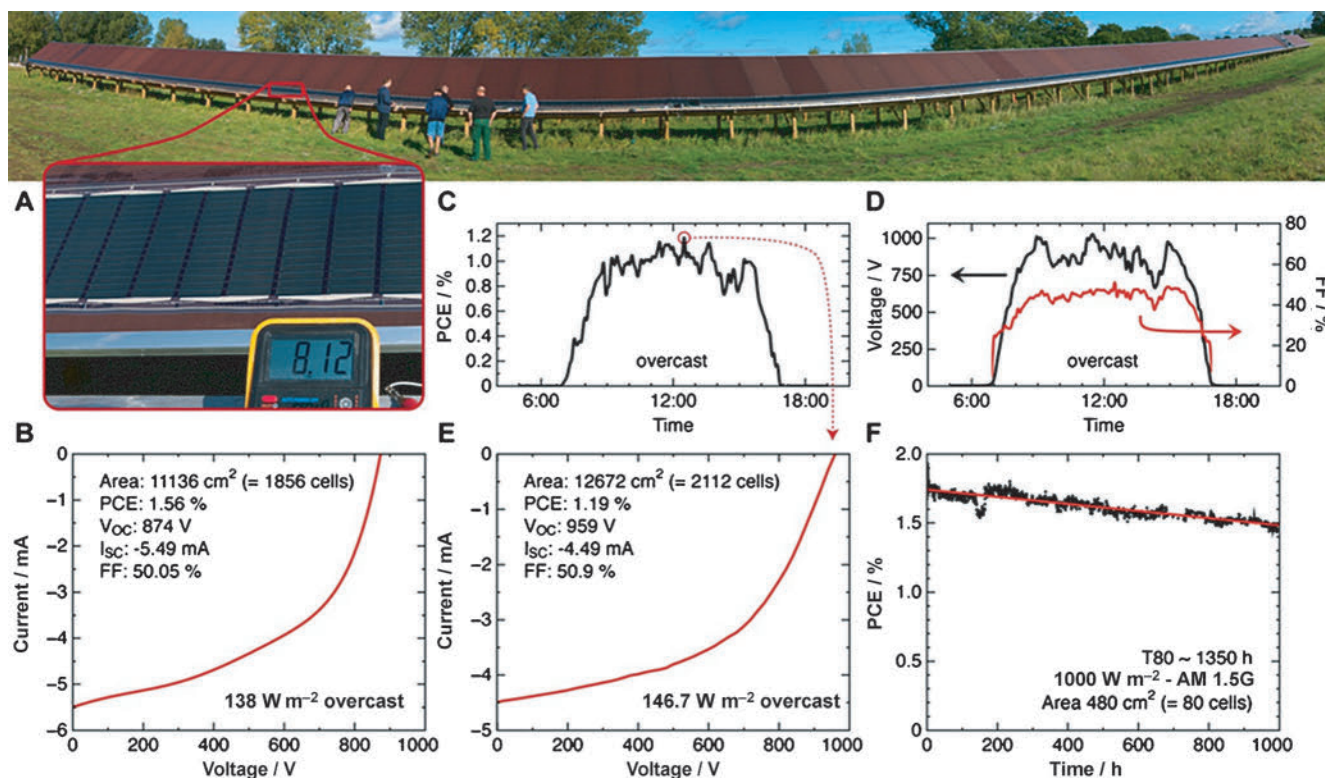 A
8.12
C
PCE / %
1.2
1.0
0.8
0.6
0.4
0.2
0
overcast
6:00
12:00
18:00
Time
D
Voltage / V
1000
750
500
250
0
80
60
40
20
0
FF / %
overcast
6:00
12:00
18:00
Time
B
Current / mA
0
−1
−2
−3
−4
−5
−6
Area: 11136 cm² (= 1856 cells)
PCE: 1.56 %
VOC: 874 V
ISC: -5.49 mA
FF: 50.05 %
138 W m⁻² overcast
0
200
400
600
800
1000
Voltage / V
E
Current / mA
0
−1
−2
−3
−4
−5
Area: 12672 cm² (= 2112 cells)
PCE: 1.19 %
VOC: 959 V
ISC: -4.49 mA
FF: 50.9 %
146.7 W m⁻² overcast
0
200
400
600
800
1000
Voltage / V
F
PCE / %
2.0
1.5
1.0
0.5
0
T80 ~ 1350 h
1000 W m⁻² - AM 1.5G
Area 480 cm² (= 80 cells)
0
200
400
600
800
1000
Time / h